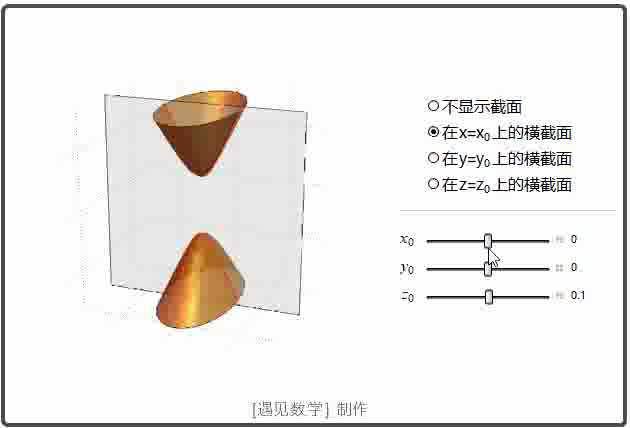 不显示截面
在x=x₀上的横截面
在y=y₀上的横截面
在z=z₀上的横截面
x₀ 0
y₀ 0
z₀ 0.1
[遇见数学] 制作